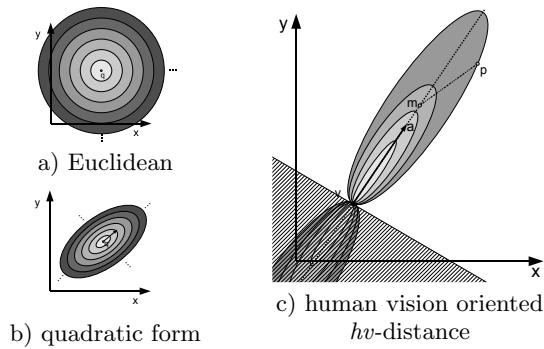 y
q
x
a) Euclidean
y
x
b) quadratic form
y
p
m
a
v
x
c) human vision oriented
hv-distance